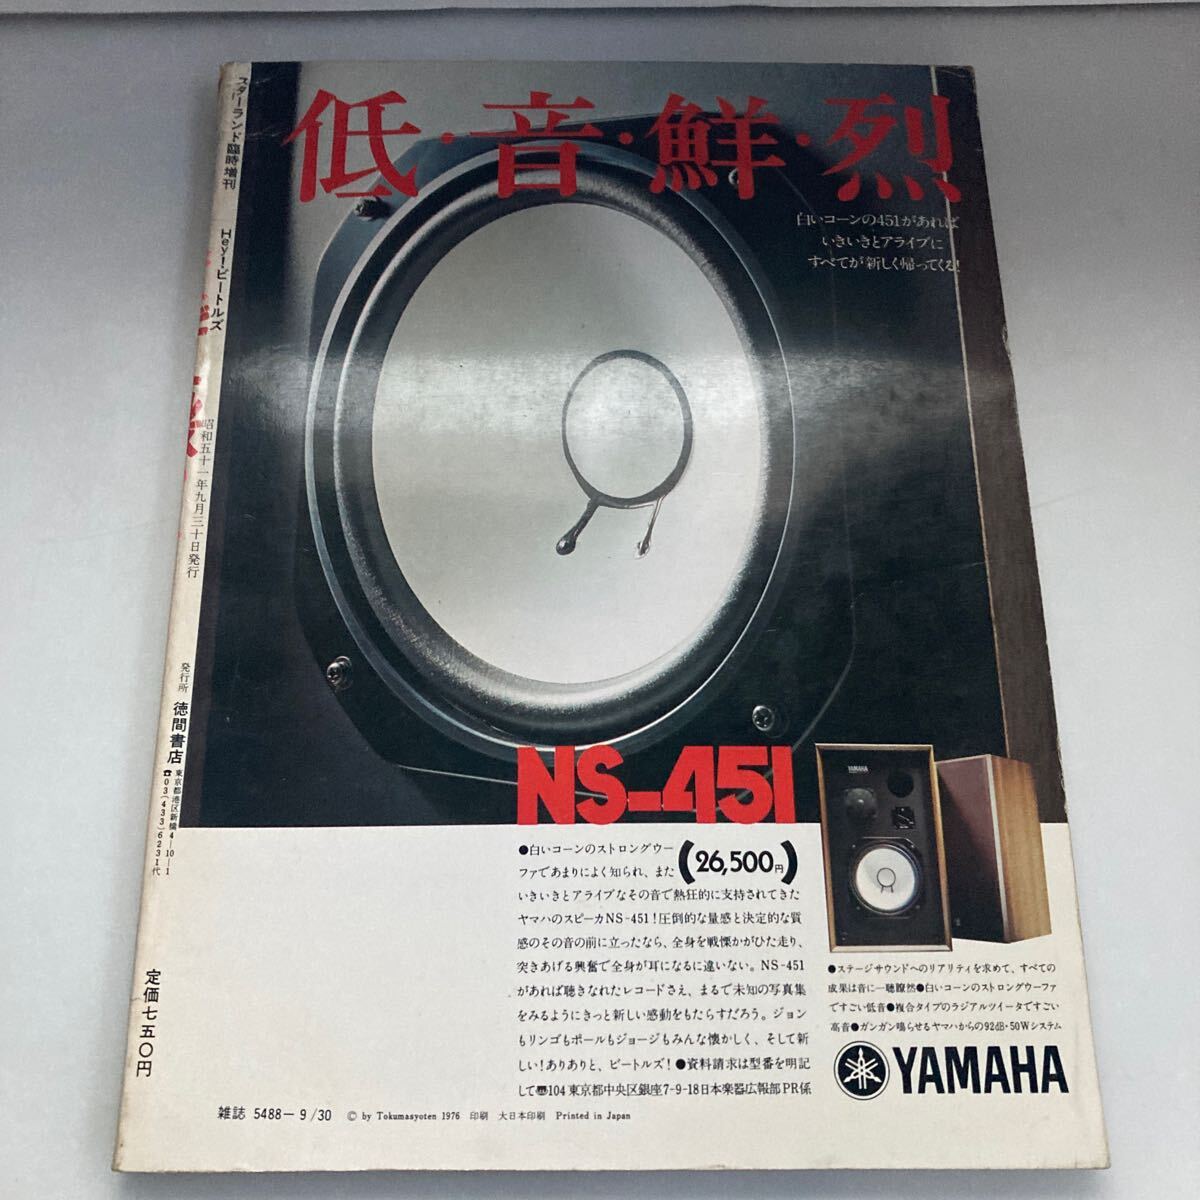 低・音・鮮・烈
白いコーンの451があれば
いきいきとアライブに
すべてが新しく帰ってくる!
NS-451
(26,500円)
●白いコーンのストロングウー
ファであまりによく知られ、また
いきいきとアライブなその音で熱狂的に支持されてきた
ヤマハのスピーカNS-451!圧倒的な量感と決定的な質
感のその音の前に立ったなら、全身を戦慄かがひた走り、
突きあげる興奮で全身が耳になるに違いない。NS-451
があれば聴きなれたレコードさえ、まるで未知の写真集
をみるようにきっと新しい感動をもたらすだろう。ジョン
もリンゴもポールもジョージもみんな懐かしく、そして新
しい!ありありと、ビートルズ!●資料請求は型番を明記
して〠104 東京都中央区銀座7-9-18日本楽器広報部PR係
YAMAHA
●ステージサウンドへのリアリティを求めて、すべての
成果は音に一聴瞭然●白いコーンのストロングウーファ
ですごい低音●複合タイプのラジアルツイータですごい
高音●ガンガン鳴らせるヤマハからの92dB・50Wシステム
YAMAHA
雑誌 5488-9/30 © by Tokumasyoten 1976 印刷 大日本印刷 Printed in Japan
スターランド臨時増刊 Hey!ビートルズ
昭和五十一年九月三十日発行
発行所 徳間書店
東京都港区新橋4-10-1
☎03(433)6231代
定価七五〇円